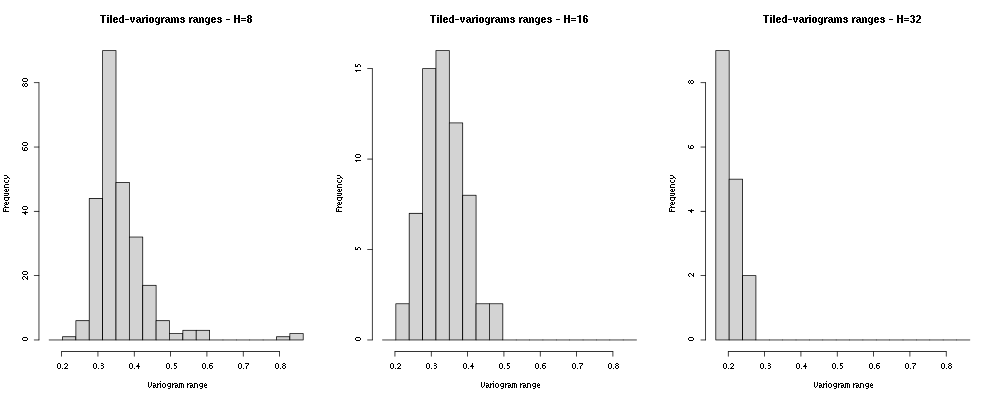 Tiled-variograms ranges - H=8
Frequency
0
20
40
60
80
0.2 0.3 0.4 0.5 0.6 0.7 0.8
Variogram range
Tiled-variograms ranges - H=16
Frequency
0
5
10
15
0.2 0.3 0.4 0.5 0.6 0.7 0.8
Variogram range
Tiled-variograms ranges - H=32
Frequency
0
2
4
6
8
0.2 0.3 0.4 0.5 0.6 0.7 0.8
Variogram range